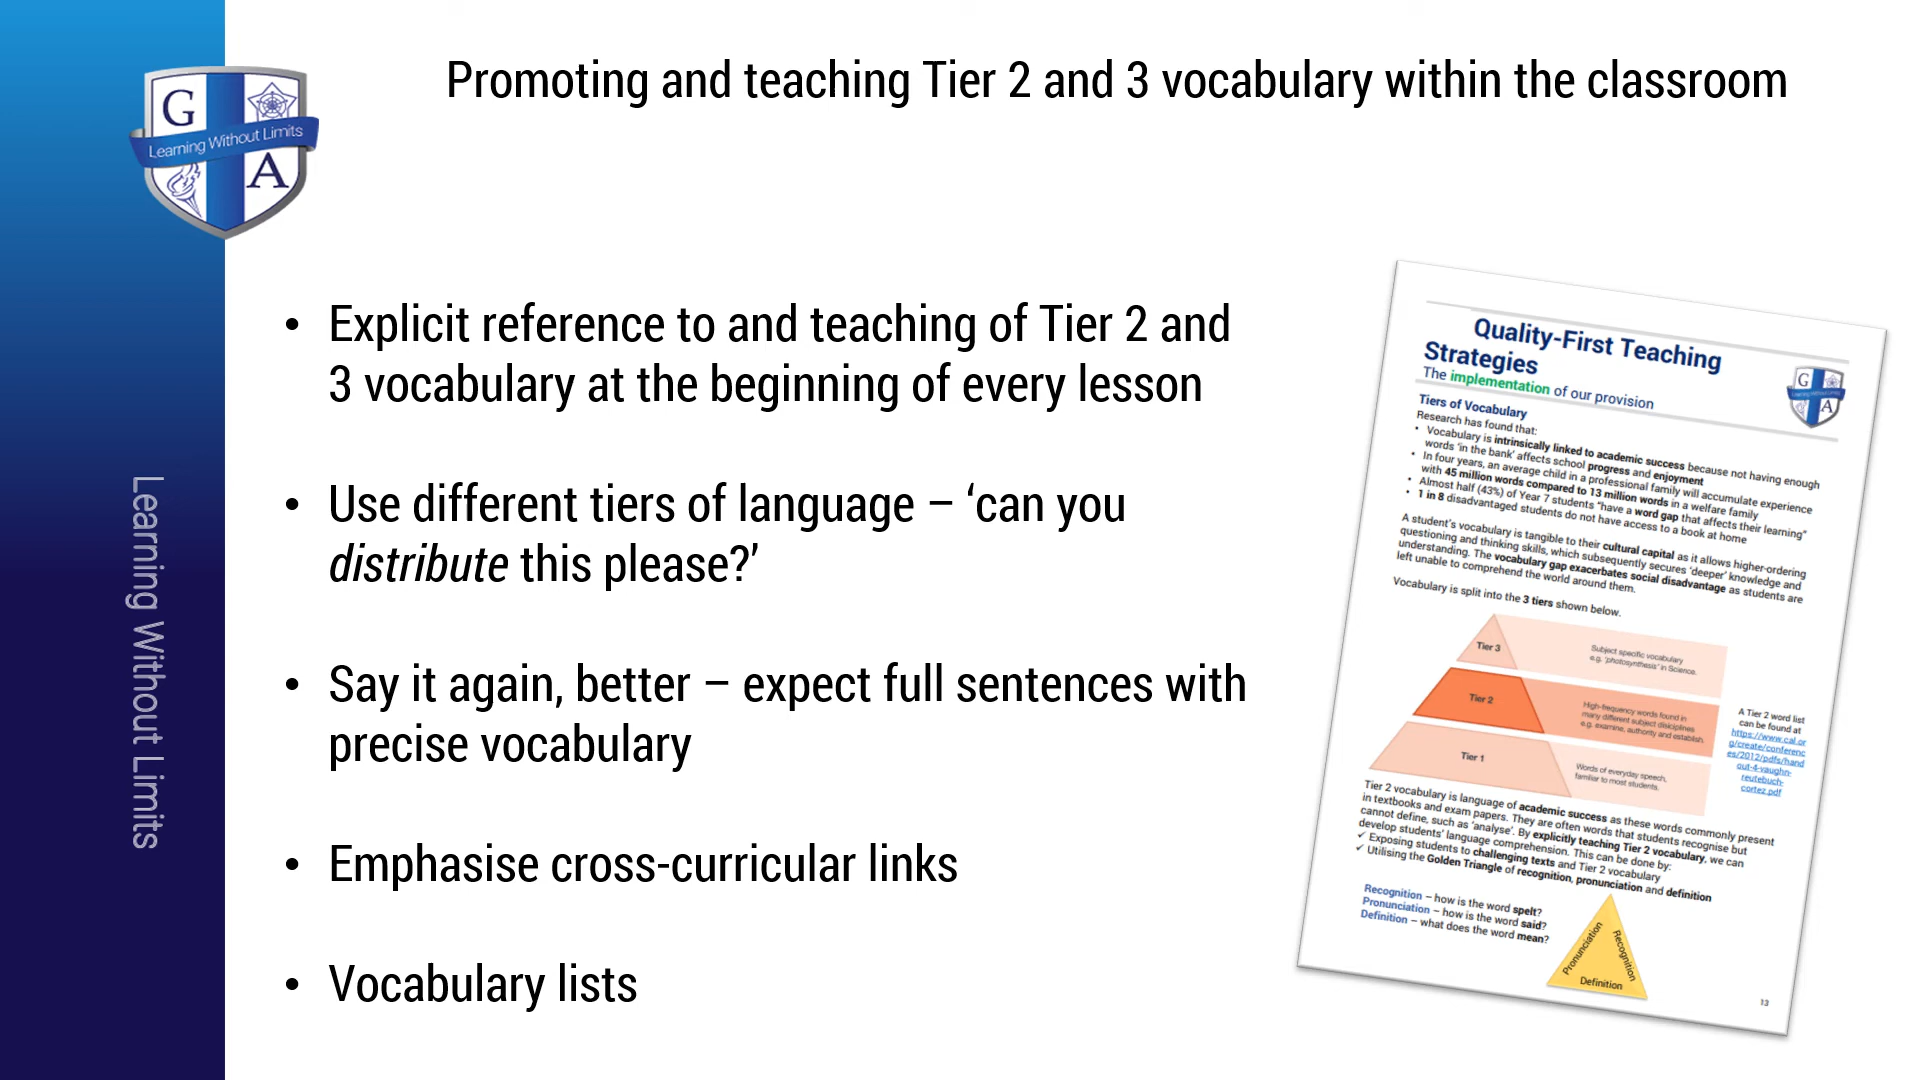 Promoting and teaching Tier 2 and 3 vocabulary within the classroom
G
A
Learning Without Limits
Learning Without Limits
• Explicit reference to and teaching of Tier 2 and
3 vocabulary at the beginning of every lesson
• Use different tiers of language – ‘can you
distribute this please?’
• Say it again, better – expect full sentences with
precise vocabulary
• Emphasise cross-curricular links
• Vocabulary lists
Quality-First Teaching
Strategies
The implementation of our provision
G
A
Learning Without Limits
Tiers of Vocabulary
Research has found that:
• Vocabulary is intrinsically linked to academic success because not having enough
words ‘in the bank’ affects school progress and enjoyment
• In four years, an average child in a professional family will accumulate experience
with 45 million words compared to 13 million words in a welfare family
• Almost half (43%) of Year 7 students “have a word gap that affects their learning”
• 1 in 8 disadvantaged students do not have access to a book at home
A student’s vocabulary is tangible to their cultural capital as it allows higher-ordering
questioning and thinking skills, which subsequently secures ‘deeper’ knowledge and
understanding. The vocabulary gap exacerbates social disadvantage as students are
left unable to comprehend the world around them.
Vocabulary is split into the 3 tiers shown below.
Tier 3
Subject specific vocabulary
e.g. ‘photosynthesis’ in Science.
Tier 2
High-frequency words found in
many different subject disiciplines
e.g. examine, authority and establish.
Tier 1
Words of everyday speech,
familiar to most students.
A Tier 2 word list
can be found at
https://www.cal.or
g/create/conferenc
es/2012/pdfs/hand
out-4-vaughn-
reutebuch-
cortez.pdf
Tier 2 vocabulary is language of academic success as these words commonly present
in textbooks and exam papers. They are often words that students recognise but
cannot define, such as ‘analyse’. By explicitly teaching Tier 2 vocabulary, we can
develop students’ language comprehension. This can be done by:
✓ Exposing students to challenging texts and Tier 2 vocabulary
✓ Utilising the Golden Triangle of recognition, pronunciation and definition
Recognition – how is the word spelt?
Pronunciation – how is the word said?
Definition – what does the word mean?
Pronunciation
Recognition
Definition
13